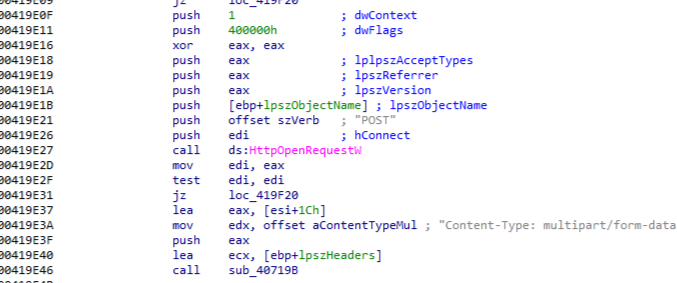 00419E09 jz loc_419F20
00419E0F push 1 ; dwContext
00419E11 push 400000h ; dwFlags
00419E16 xor eax, eax
00419E18 push eax ; lplpszAcceptTypes
00419E19 push eax ; lpszReferrer
00419E1A push eax ; lpszVersion
00419E1B push [ebp+lpszObjectName] ; lpszObjectName
00419E21 push offset szVerb ; "POST"
00419E26 push edi ; hConnect
00419E27 call ds:HttpOpenRequestW
00419E2D mov edi, eax
00419E2F test edi, edi
00419E31 jz loc_419F20
00419E37 lea eax, [esi+1Ch]
00419E3A mov edx, offset aContentTypeMul ; "Content-Type: multipart/form-data
00419E3F push eax
00419E40 lea ecx, [ebp+lpszHeaders]
00419E46 call sub_40719B